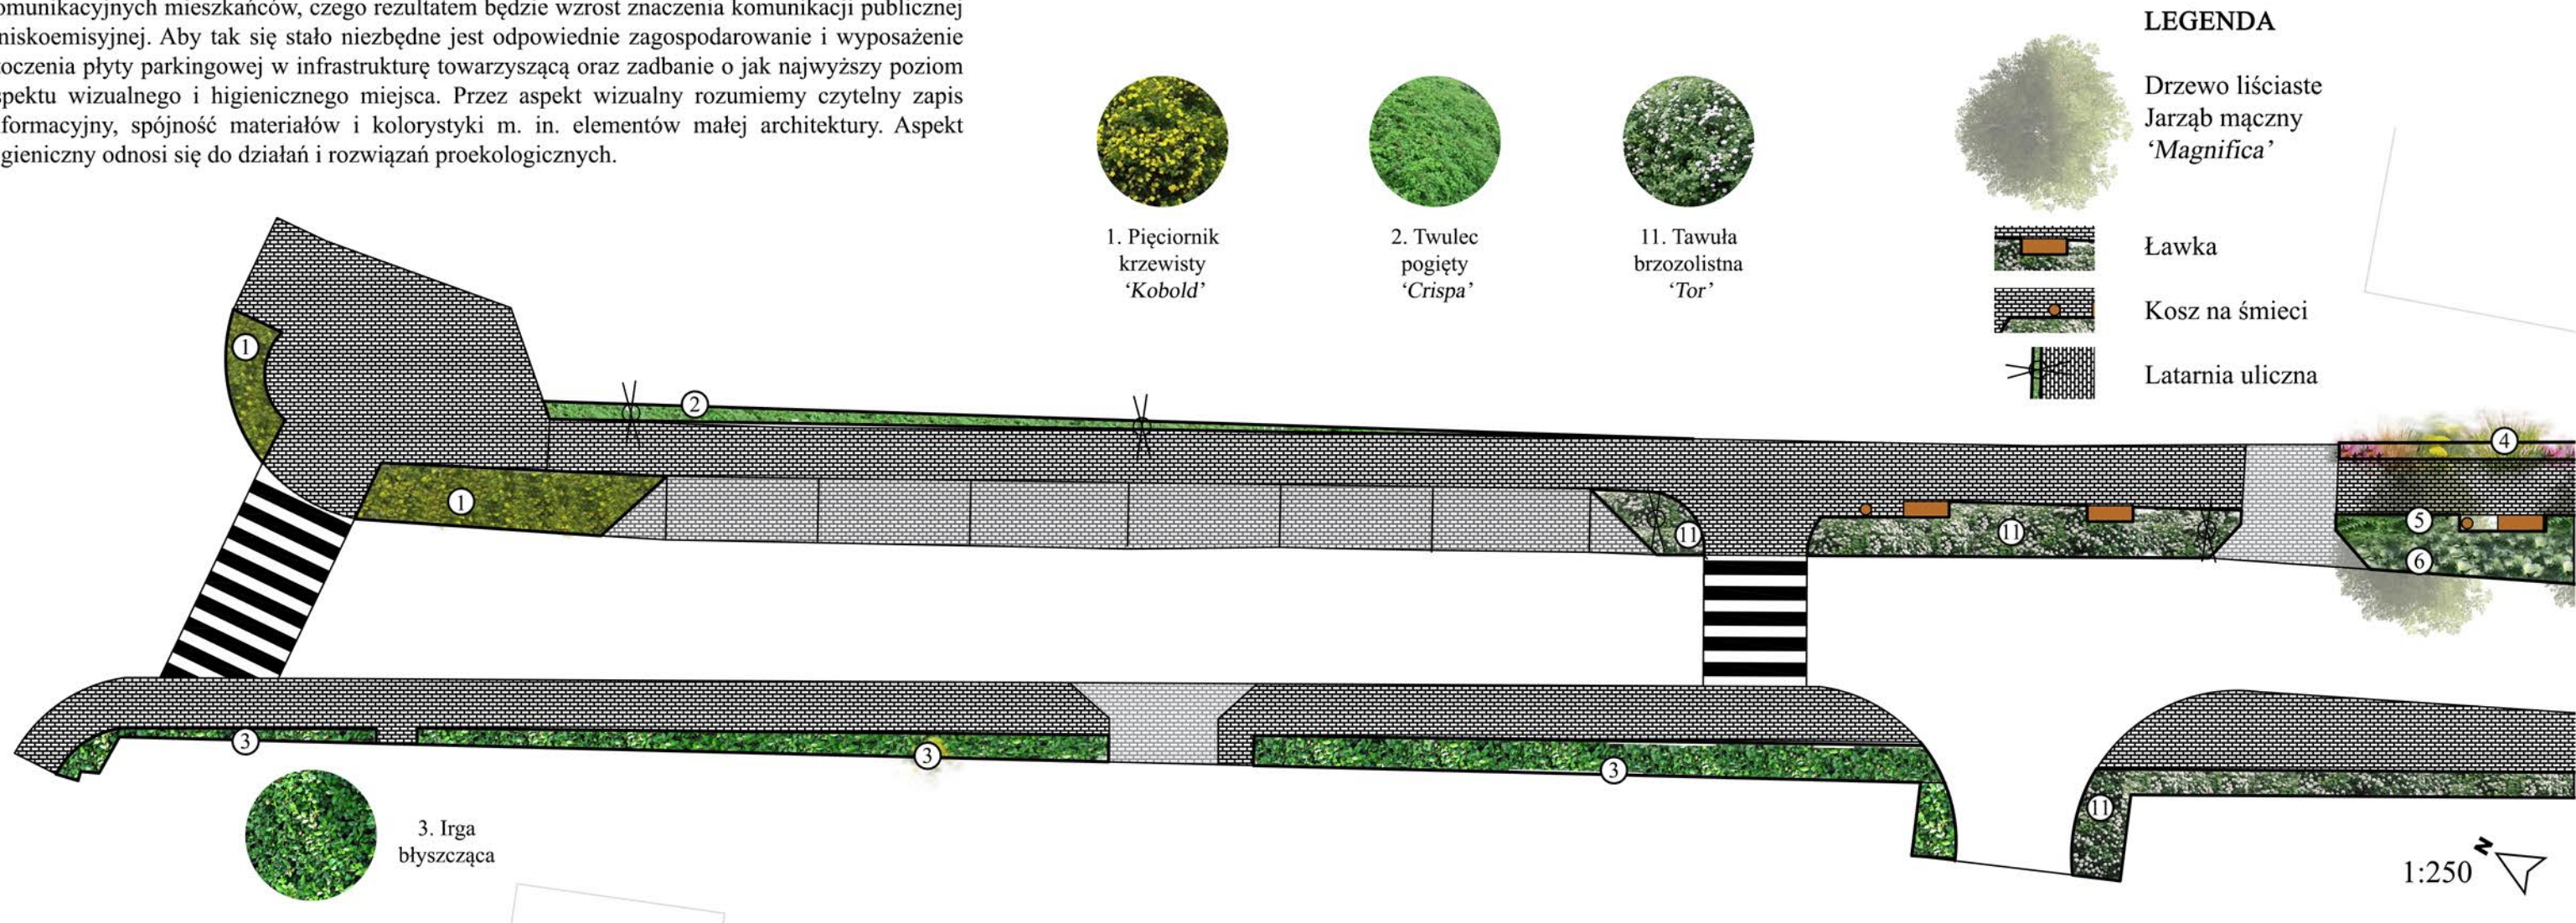 omunikacyjnych mieszkańców, czego rezultatem będzie wzrost znaczenia komunikacji publicznej
niskoemisyjnej. Aby tak się stało niezbędne jest odpowiednie zagospodarowanie i wyposażenie
oczenia płyty parkingowej w infrastrukturę towarzyszącą oraz zadbanie o jak najwyższy poziom
spektu wizualnego i higienicznego miejsca. Przez aspekt wizualny rozumiemy czytelny zapis
formacyjny, spójność materiałów i kolorystyki m. in. elementów małej architektury. Aspekt
gieniczny odnosi się do działań i rozwiązań proekologicznych.
1. Pięciornik
krzewisty
‘Kobold’
2. Twulec
pogięty
‘Crispa’
11. Tawuła
brzozolistna
‘Tor’
LEGENDA
Drzewo liściaste
Jarząb mączny
‘Magnifica’
Ławka
Kosz na śmieci
Latarnia uliczna
1
2
4
1
11
11
5
6
3
3
3
11
3. Irga
błyszcząca
1:250
N